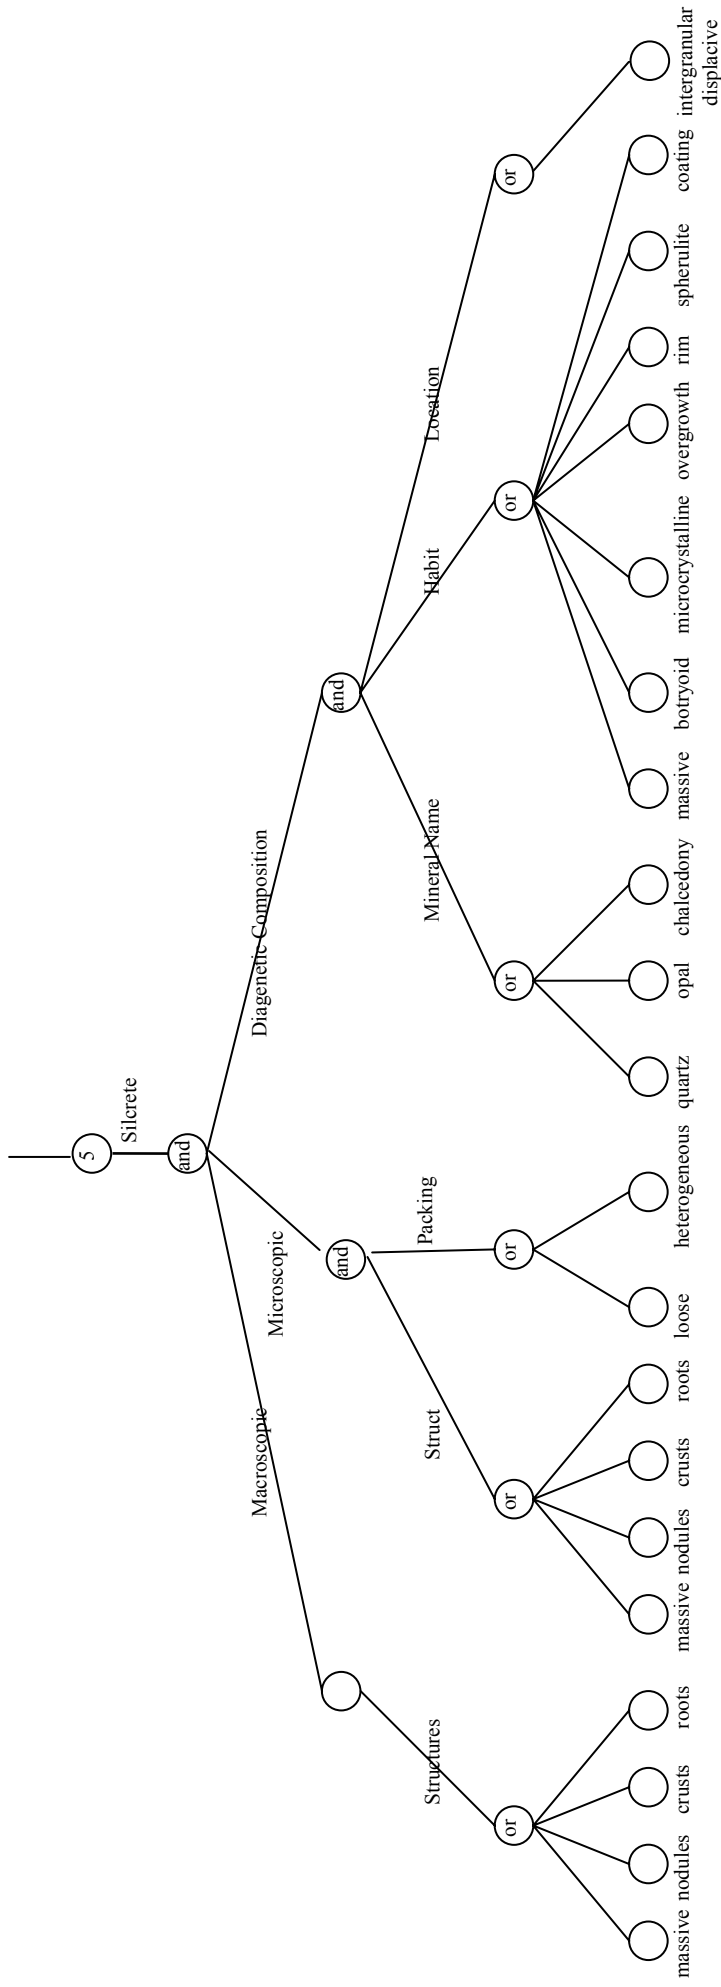 5
Silcrete
and
Macroscopic
Microscopic
Diagenetic Composition
and
and
Structures
Struct
Packing
Mineral Name
Habit
Location
or
or
or
or
or
or
massive
nodules
crusts
roots
massive
nodules
crusts
roots
loose
heterogeneous
quartz
opal
chalcedony
massive
botryoid
microcrystalline
overgrowth
rim
spherulite
coating
intergranular
displacive